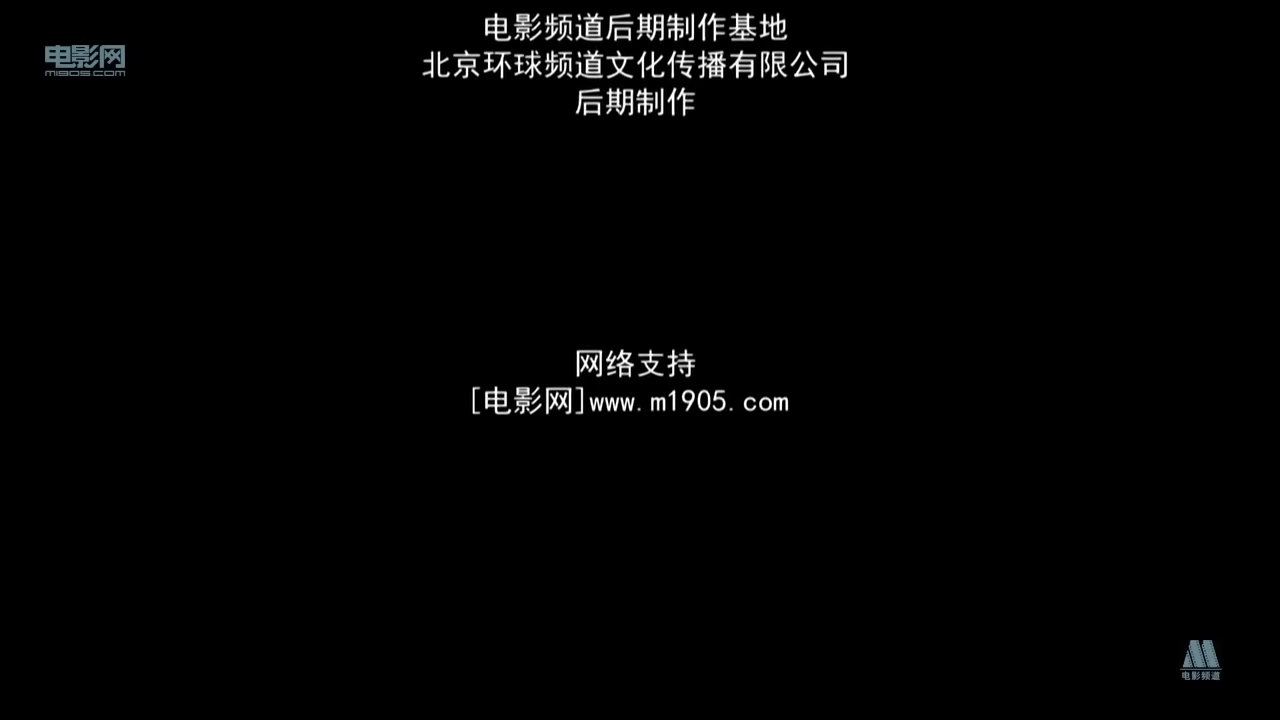 电影网
m1905.com
电影频道后期制作基地
北京环球频道文化传播有限公司
后期制作
网络支持
[电影网]www.m1905.com
电影频道